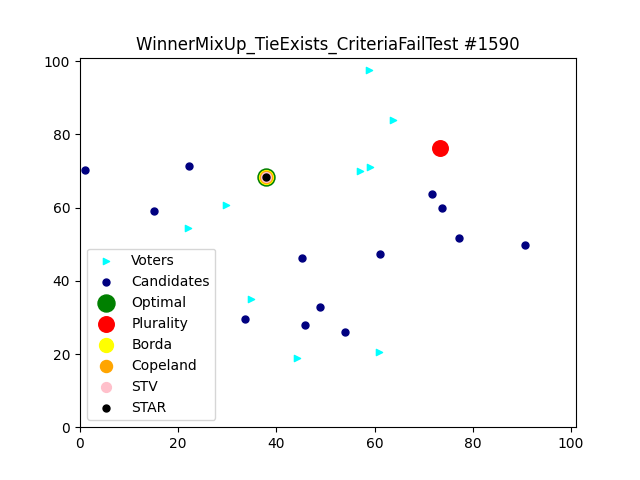 WinnerMixUp_TieExists_CriteriaFailTest #1590
100
80
60
40
20
0
Voters
Candidates
Optimal
Plurality
Borda
Copeland
STV
STAR
0 20 40 60 80 100